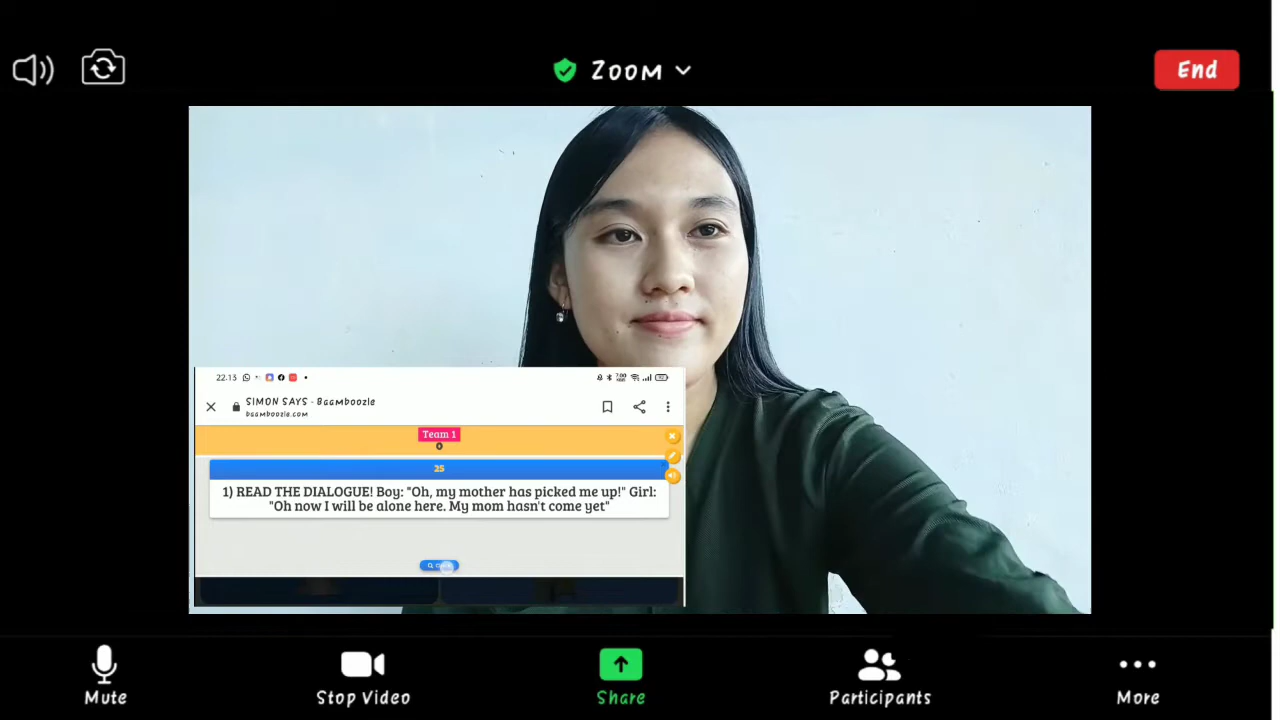 Zoom
End
22.13
SIMON SAYS - Baamboozle
baamboozle.com
Team 1
0
25
1) READ THE DIALOGUE! Boy: "Oh, my mother has picked me up!" Girl:
"Oh now I will be alone here. My mom hasn't come yet"
Mute
Stop Video
Share
Participants
More